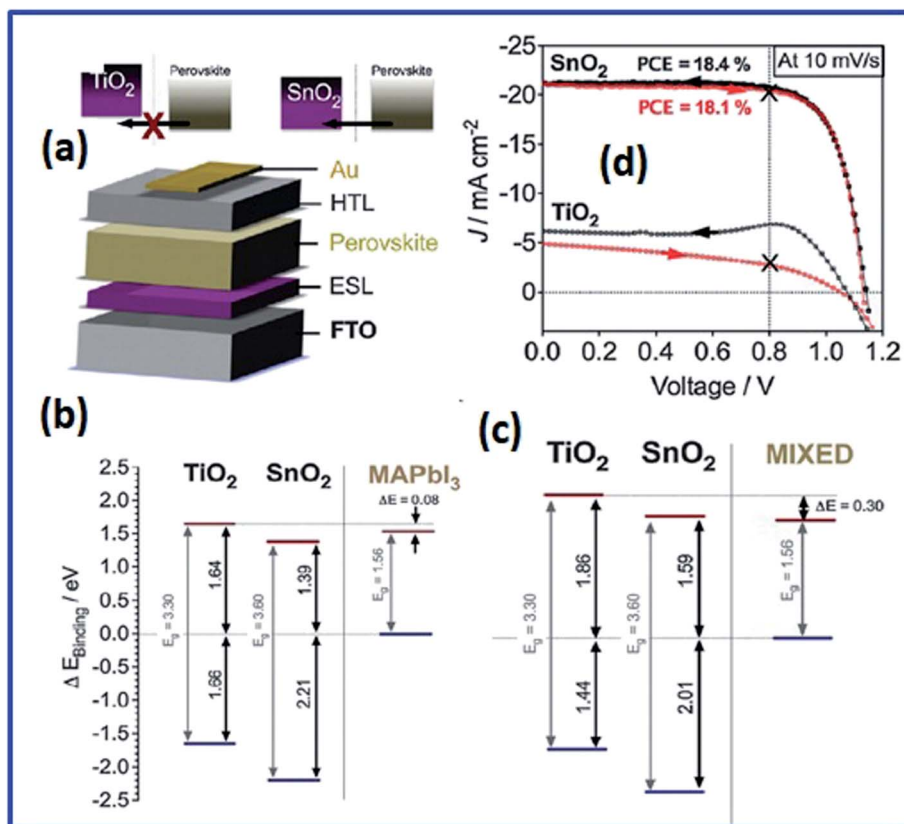 TiO2
Perovskite
SnO2
Perovskite
X
(a)
Au
HTL
Perovskite
ESL
FTO
(d)
-25
-20
-15
-10
-5
0
J / mA cm-2
SnO2
PCE = 18.4 %
At 10 mV/s
PCE = 18.1 %
TiO2
0.0
0.2
0.4
0.6
0.8
1.0
1.2
Voltage / V
(b)
TiO2
SnO2
MAPbI3
2.5
2.0
1.5
1.0
0.5
0.0
-0.5
-1.0
-1.5
-2.0
-2.5
Δ EBinding / eV
Eg = 3.30
1.64
1.66
Eg = 3.60
1.39
2.21
ΔE = 0.08
Eg = 1.56
(c)
TiO2
SnO2
MIXED
Eg = 3.30
1.86
1.44
Eg = 3.60
1.59
2.01
ΔE = 0.30
Eg = 1.56